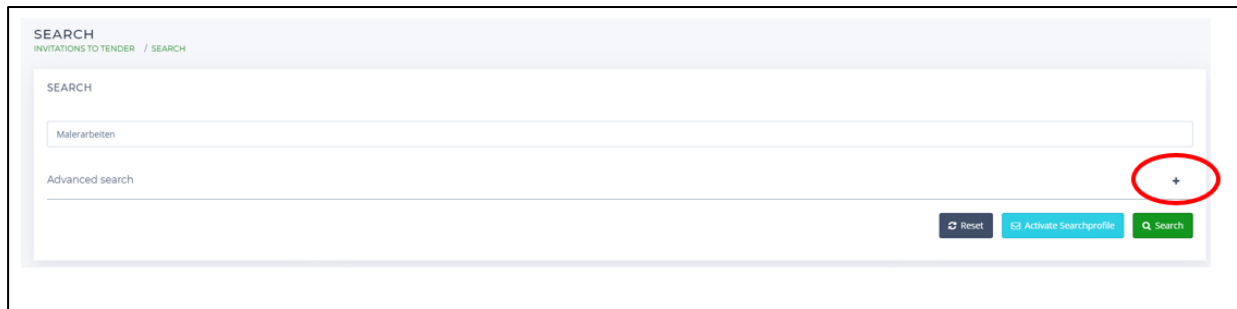 SEARCH
INVITATIONS TO TENDER / SEARCH
SEARCH
Malerarbeiten
Advanced search +
Reset Activate Searchprofile Search